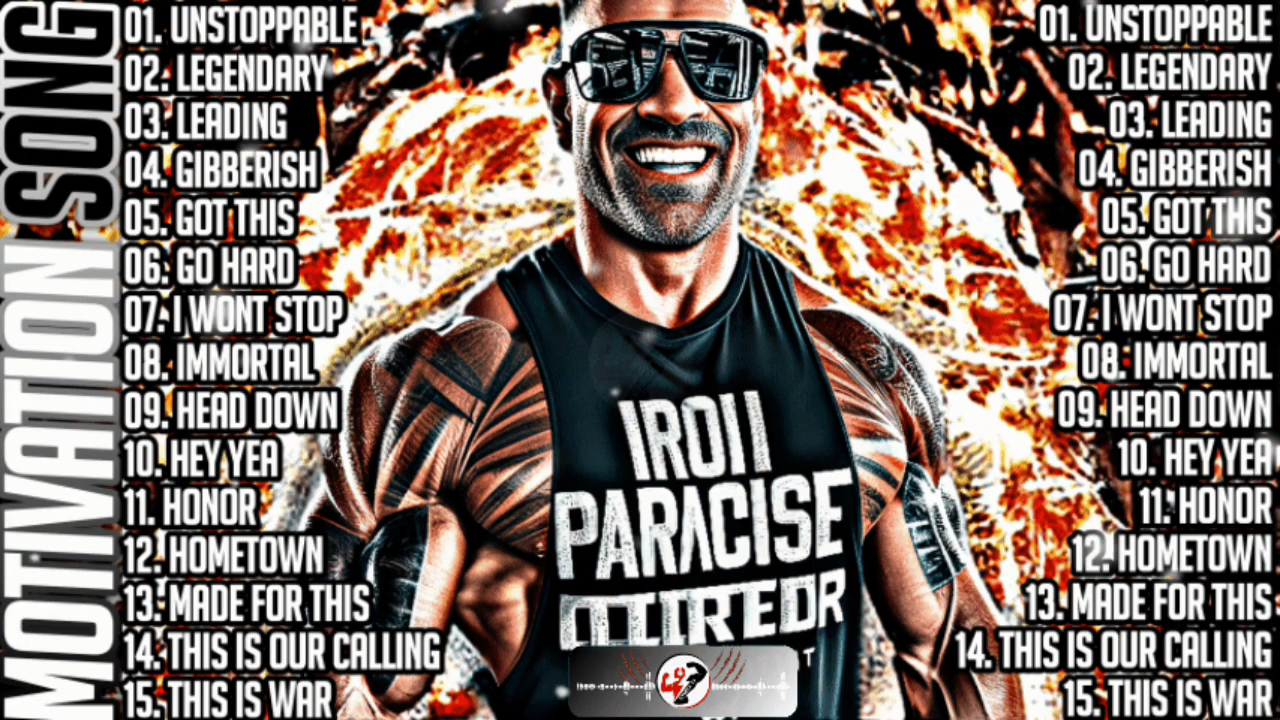 MOTIVATION SONG
01. UNSTOPPABLE
02. LEGENDARY
03. LEADING
04. GIBBERISH
05. GOT THIS
06. GO HARD
07. I WONT STOP
08. IMMORTAL
09. HEAD DOWN
10. HEY YEA
11. HONOR
12. HOMETOWN
13. MADE FOR THIS
14. THIS IS OUR CALLING
15. THIS IS WAR
IROII
PARACISE
01. UNSTOPPABLE
02. LEGENDARY
03. LEADING
04. GIBBERISH
05. GOT THIS
06. GO HARD
07. I WONT STOP
08. IMMORTAL
09. HEAD DOWN
10. HEY YEA
11. HONOR
12. HOMETOWN
13. MADE FOR THIS
14. THIS IS OUR CALLING
15. THIS IS WAR